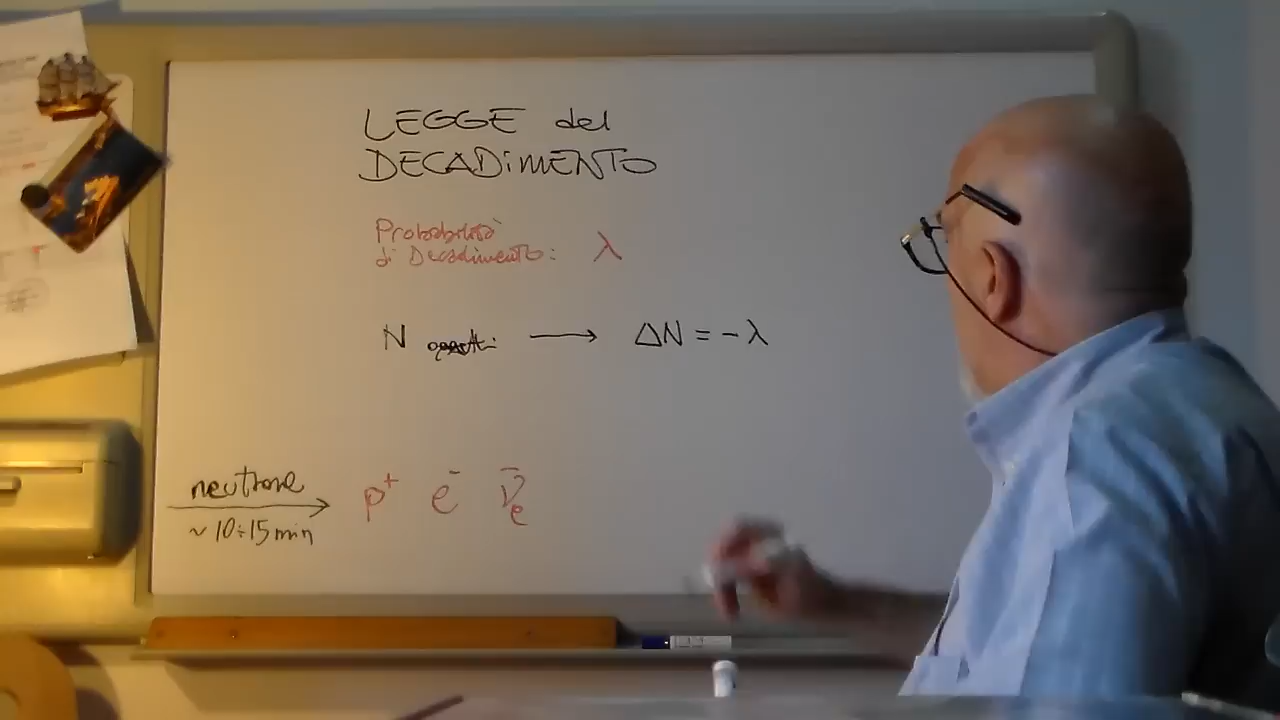 LEGGE del
DECADIMENTO
Probabilità
di Decadimento: λ
N oggetti → ΔN = -λ
neutrone
~ 10÷15 min
p⁺ e⁻ ν̄ₑ